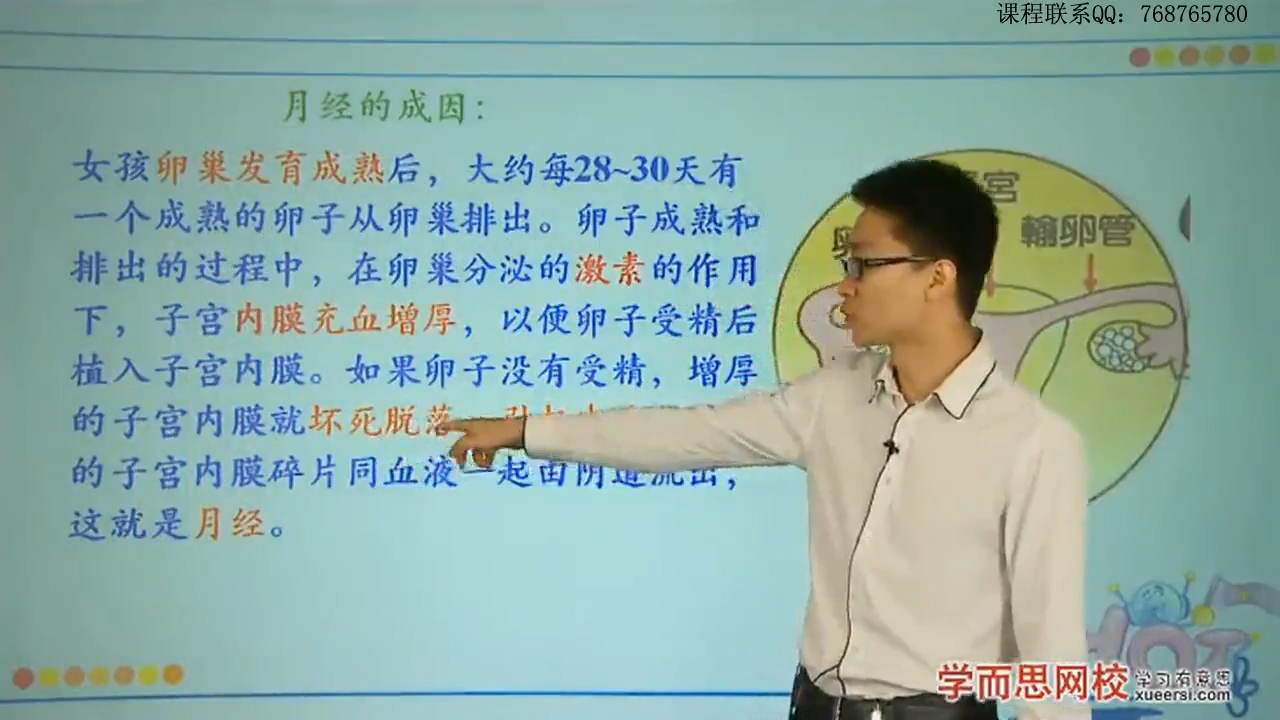 课程联系QQ：768765780
月经的成因：
女孩卵巢发育成熟后，大约每28~30天有
一个成熟的卵子从卵巢排出。卵子成熟和
排出的过程中，在卵巢分泌的激素的作用
下，子宫内膜充血增厚，以便卵子受精后
植入子宫内膜。如果卵子没有受精，增厚
的子宫内膜就坏死脱落
的子宫内膜碎片同血液一起由阴道流出，
这就是月经。
宮
輸卵管
学而思网校
学习有意思
xueersi.com